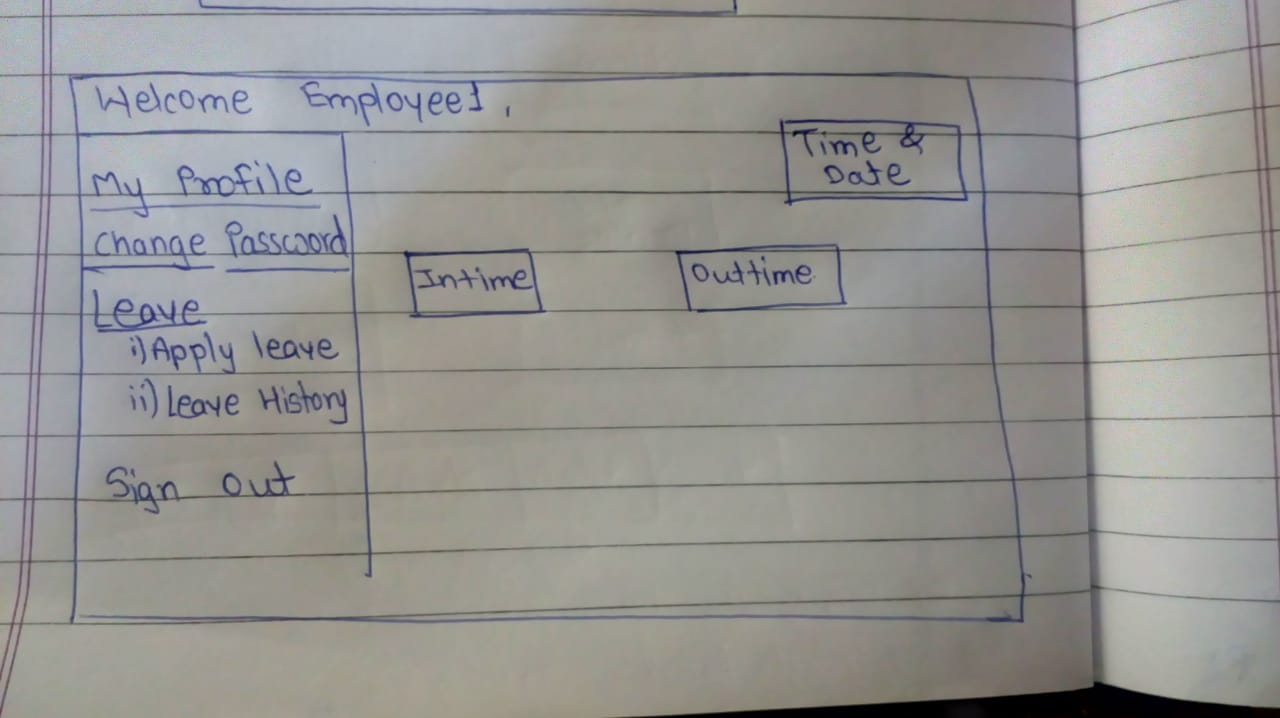 Welcome Employee1,
Time &
Date
My Profile
Change Password
Intime
Outtime
Leave
i) Apply leave
ii) Leave History
Sign out